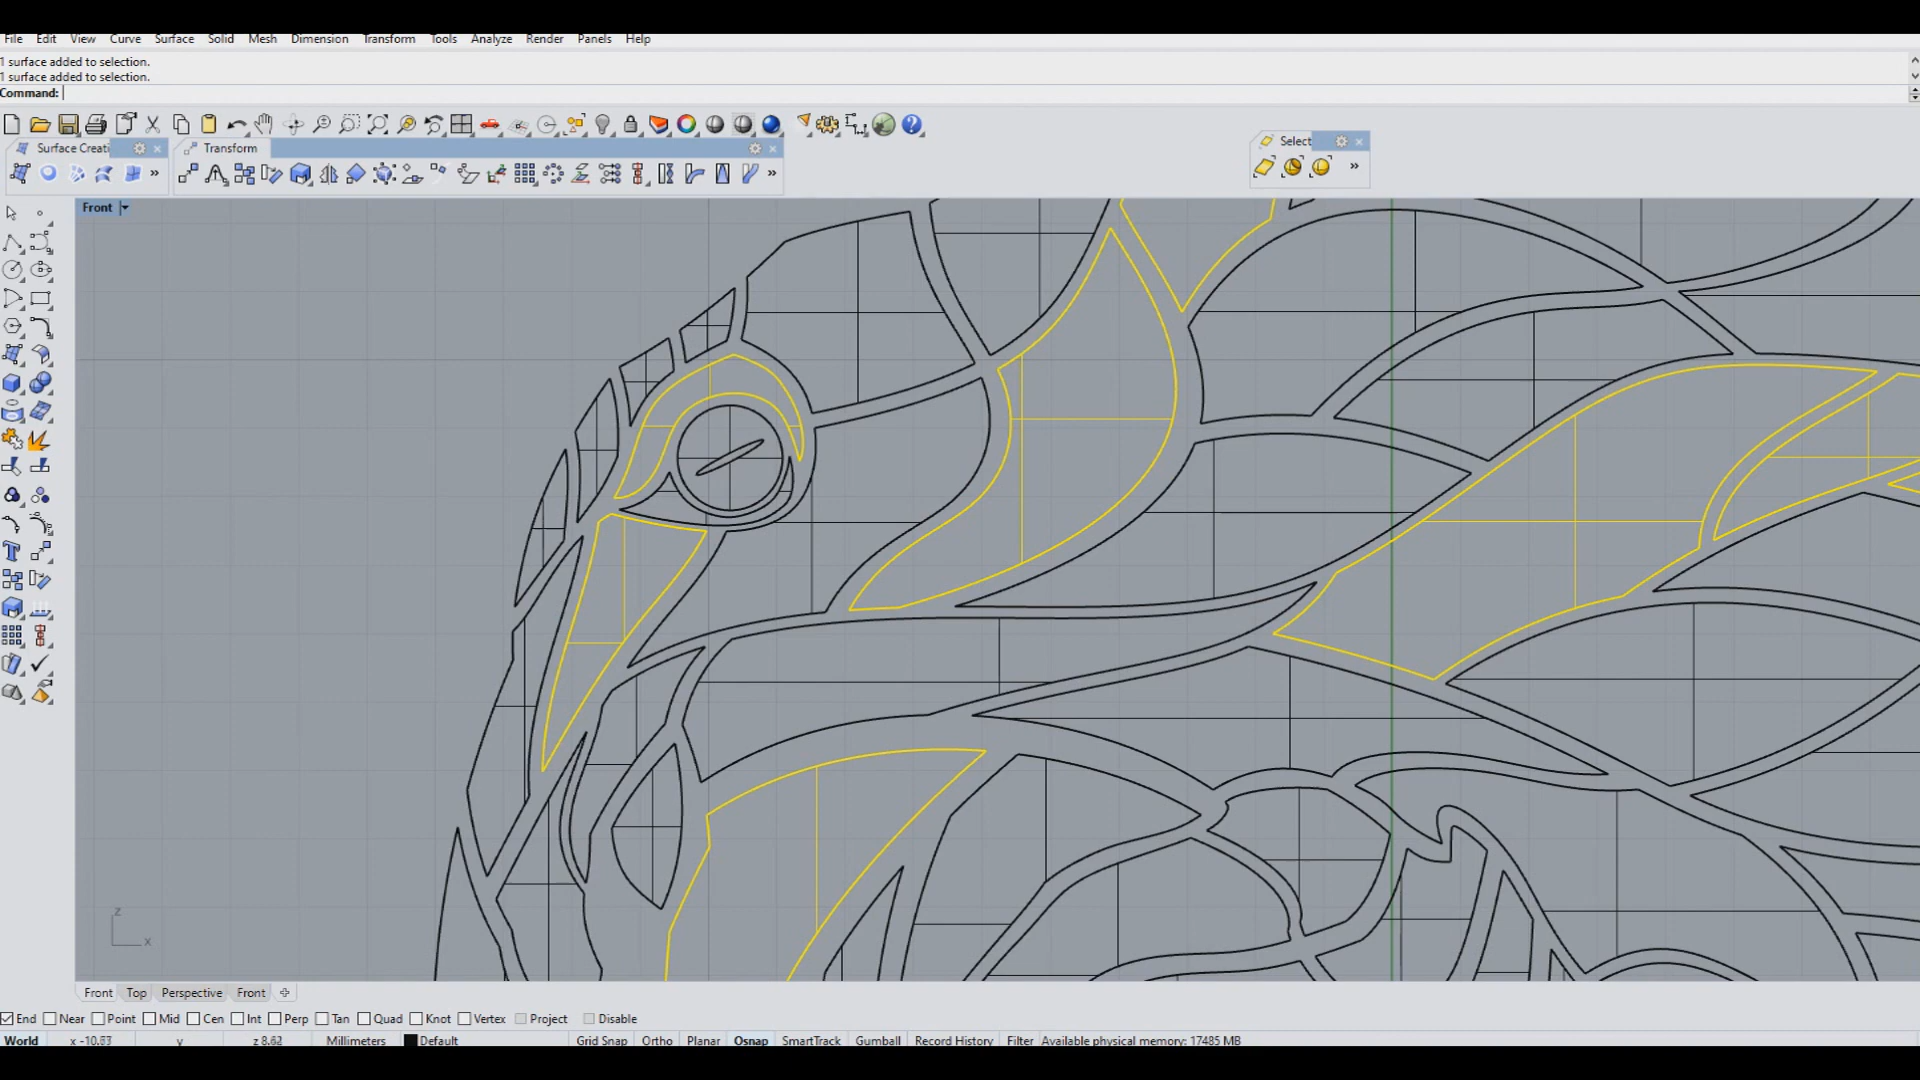 File Edit View Curve Surface Solid Mesh Dimension Transform Tools Analyze Render Panels Help
1 surface added to selection.
1 surface added to selection.
Command:
Surface Creati
Transform
Select
Front
z
x
Front Top Perspective Front
End Near Point Mid Cen Int Perp Tan Quad Knot Vertex Project Disable
World x -10.63 y z 8.62 Millimeters Default Grid Snap Ortho Planar Osnap SmartTrack Gumball Record History Filter Available physical memory: 17485 MB